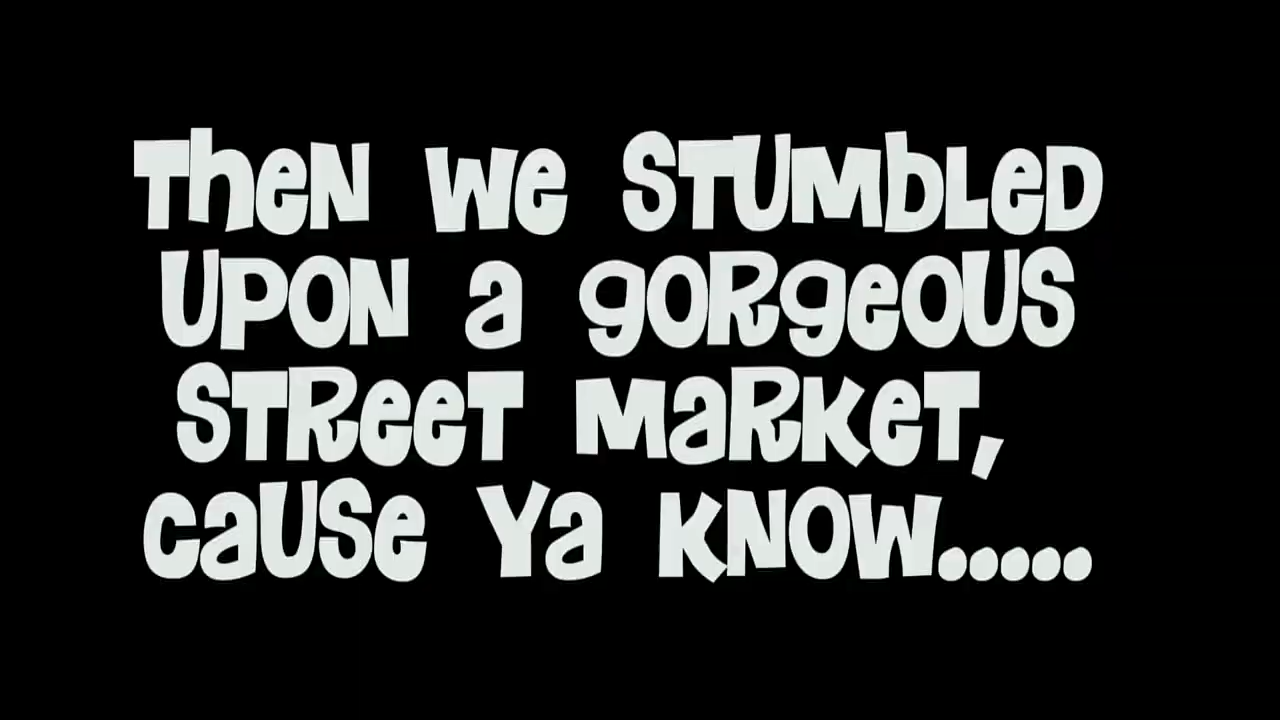 Then we stumbled
upon a gorgeous
street market,
cause ya know.....